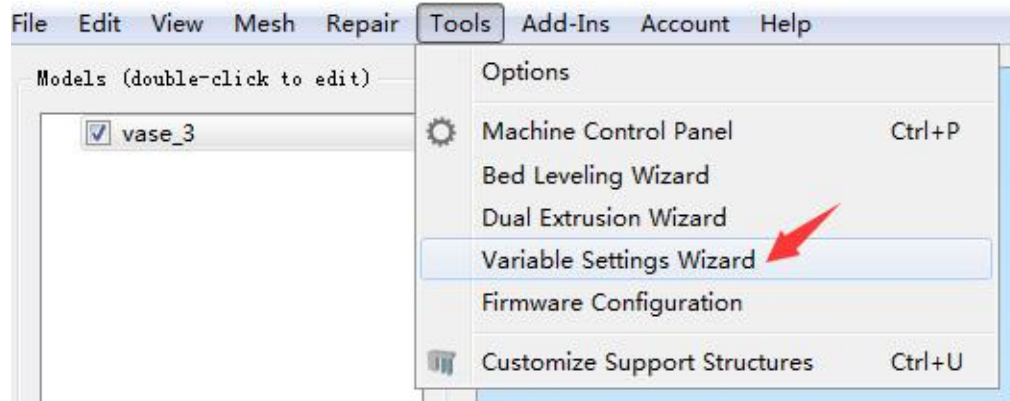 File Edit View Mesh Repair Tools Add-Ins Account Help
Models (double-click to edit)
Options
vase_3
Machine Control Panel Ctrl+P
Bed Leveling Wizard
Dual Extrusion Wizard
Variable Settings Wizard
Firmware Configuration
Customize Support Structures Ctrl+U